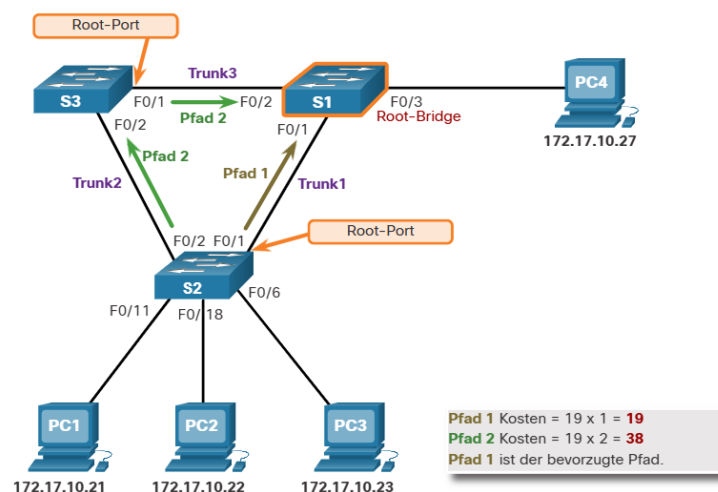 Root-Port
Trunk3
S3
F0/1
F0/2
S1
F0/3
PC4
Pfad 2
F0/1
Root-Bridge
F0/2
172.17.10.27
Pfad 2
Pfad 1
Trunk2
Trunk1
F0/2
F0/1
Root-Port
S2
F0/11
F0/18
F0/6
PC1
PC2
PC3
172.17.10.21
172.17.10.22
172.17.10.23
Pfad 1 Kosten = 19 x 1 = 19
Pfad 2 Kosten = 19 x 2 = 38
Pfad 1 ist der bevorzugte Pfad.